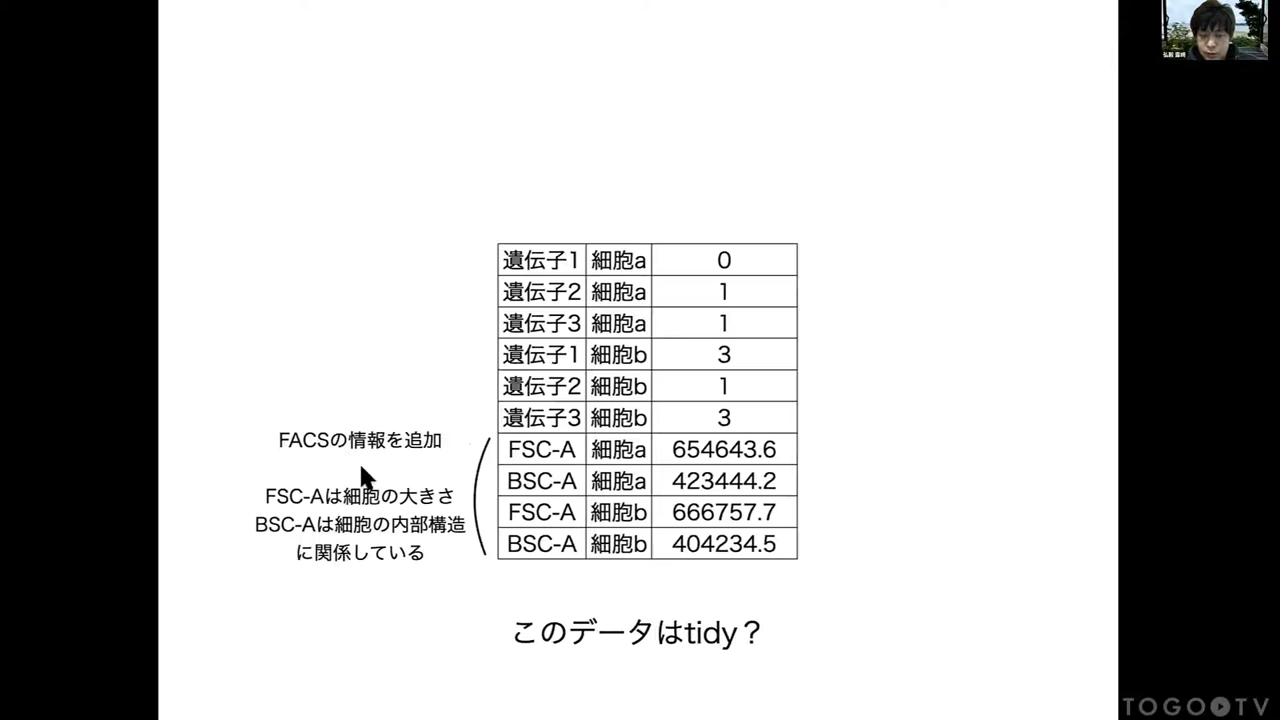 遺伝子1 細胞a 0
遺伝子2 細胞a 1
遺伝子3 細胞a 1
遺伝子1 細胞b 3
遺伝子2 細胞b 1
遺伝子3 細胞b 3
FSC-A 細胞a 654643.6
BSC-A 細胞a 423444.2
FSC-A 細胞b 666757.7
BSC-A 細胞b 404234.5
FACSの情報を追加
FSC-Aは細胞の大きさ
BSC-Aは細胞の内部構造
に関係している
このデータはtidy？
TOGO TV